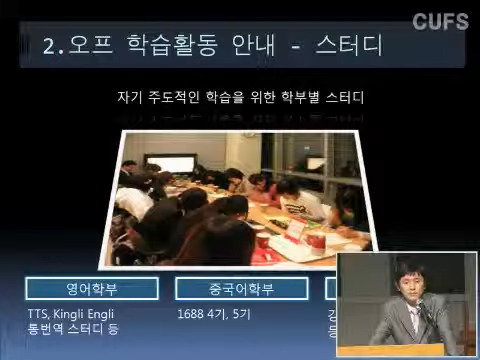 CUFS
2.오프 학습활동 안내 - 스터디
자기 주도적인 학습을 위한 학부별 스터디
영어학부
중국어학부
TTS, Kingli Engli
통번역 스터디 등
1688 4기, 5기